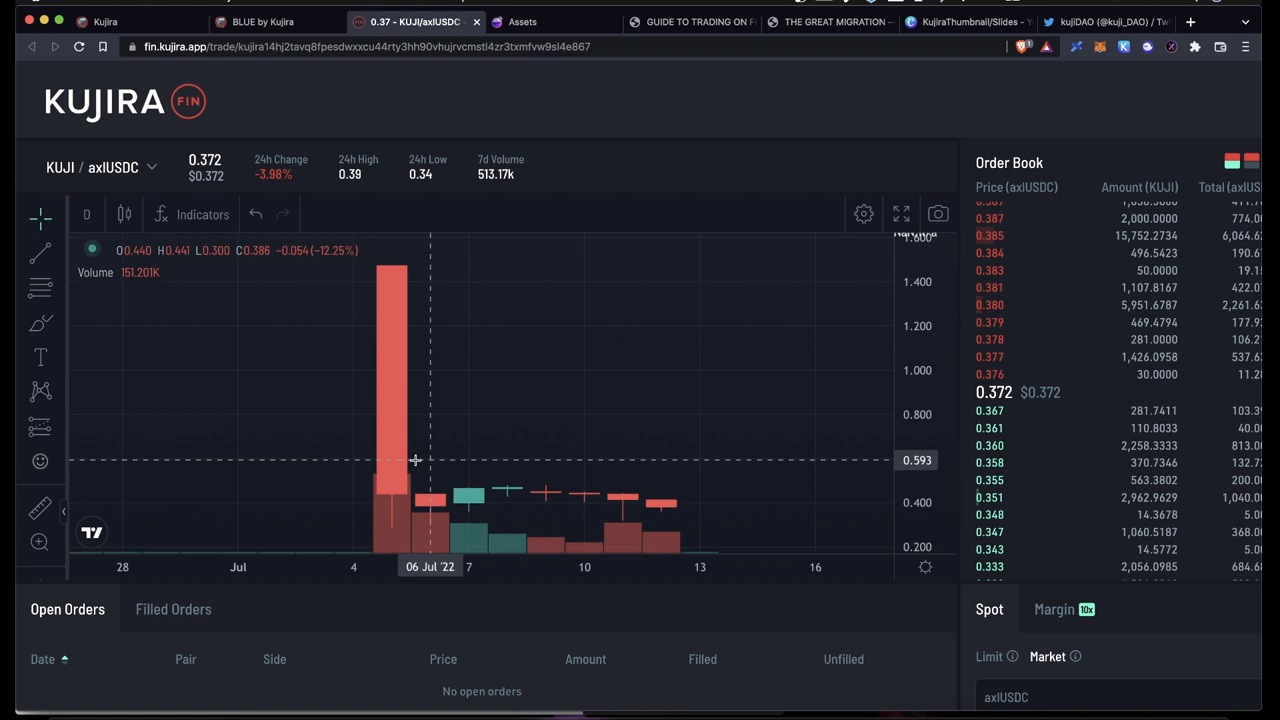 Kujira
BLUE by Kujira
0.37 - KUJI/axlUSDC
Assets
GUIDE TO TRADING ON F
THE GREAT MIGRATION —
KujiraThumbnail/Slides - Y
kujiDAO (@kuji_DAO) / Twi
fin.kujira.app/trade/kujira14hj2tavq8fpesdwxxcu44rty3hh90vhujrvcmstl4zr3txmfvw9sl4e867
KUJIRA FIN
KUJI / axlUSDC
0.372
$0.372
24h Change
-3.98%
24h High
0.39
24h Low
0.34
7d Volume
513.17k
D
Indicators
O0.440 H0.441 L0.300 C0.386 -0.054 (-12.25%)
Volume 151.201K
1.600
1.400
1.200
1.000
0.800
0.593
0.400
0.200
28
Jul
4
06 Jul '22
7
10
13
16
Order Book
Price (axlUSDC) Amount (KUJI) Total (axlUS
0.387 2,000.0000 774.0
0.385 15,752.2734 6,064.6
0.384 496.5423 190.6
0.383 50.0000 19.1
0.381 1,107.8167 422.0
0.380 5,951.6787 2,261.6
0.379 469.4794 177.9
0.378 281.0000 106.2
0.377 1,426.0958 537.6
0.376 30.0000 11.2
0.372 $0.372
0.367 281.7411 103.3
0.361 110.8033 40.0
0.360 2,258.3333 813.0
0.358 370.7346 132.7
0.355 563.3802 200.0
0.351 2,962.9629 1,040.0
0.348 14.3678 5.0
0.347 1,060.5187 368.0
0.343 14.5772 5.0
0.333 2,056.0985 684.6
Open Orders
Filled Orders
Date
Pair
Side
Price
Amount
Filled
Unfilled
No open orders
Spot
Margin 10x
Limit
Market
axlUSDC